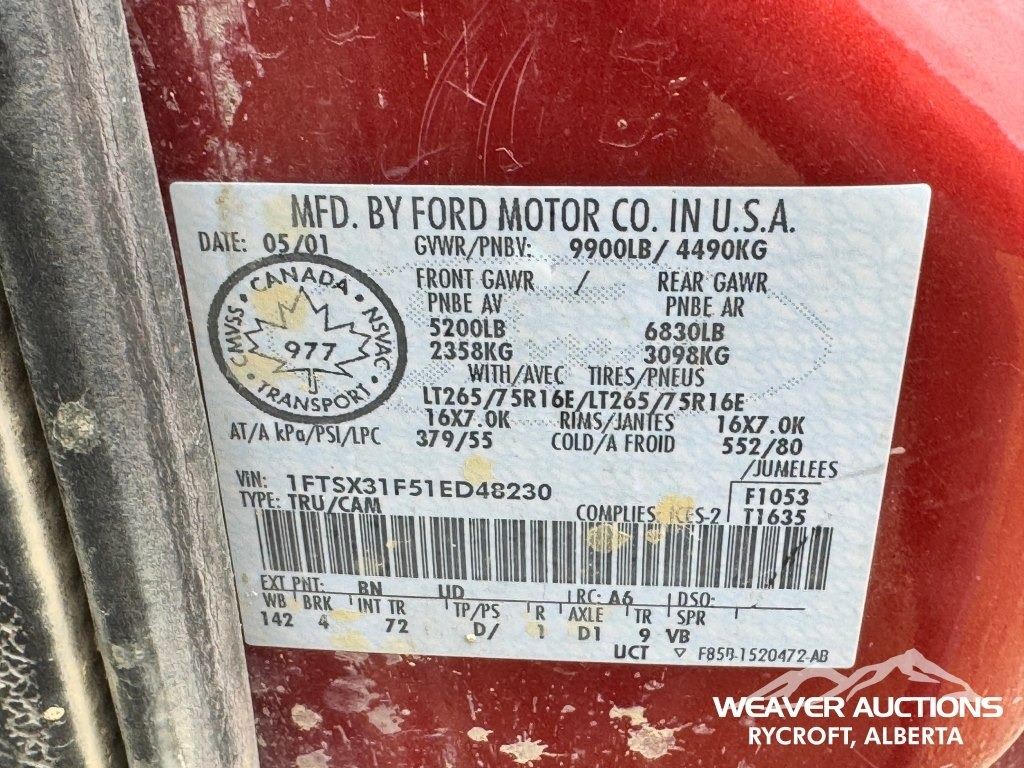 MFD. BY FORD MOTOR CO. IN U.S.A.
DATE: 05/01 GVWR/PNBV: 9900LB/ 4490KG
FRONT GAWR / REAR GAWR
PNBE AV PNBE AR
5200LB 6830LB
2358KG 3098KG
CANADA
CMVSS NSVAC
977
TRANSPORT
WITH/AVEC TIRES/PNEUS
LT265/75R16E/LT265/75R16E
16X7.0K RIMS/JANTES 16X7.0K
AT/A kPa/PSI/LPC 379/55 COLD/A FROID 552/80
/JUMELEES
VIN: 1FTSX31F51ED48230 F1053
TYPE: TRU/CAM COMPLIES ICES-2 T1635
EXT PNT: BN UD RC: A6 DSO:
WB BRK INT TR TP/PS R AXLE TR SPR
142 4 72 D/ 1 D1 9 VB
UCT ▽ F85B-1520472-AB
WEAVER AUCTIONS
RYCROFT, ALBERTA